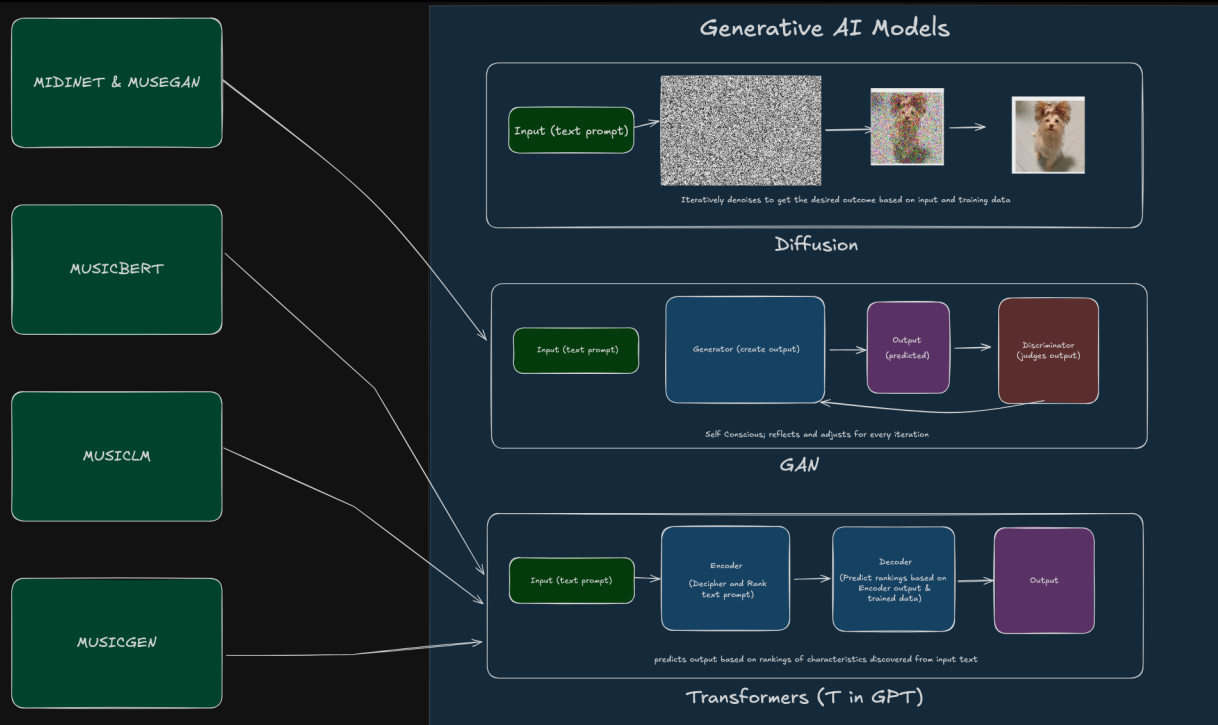 Generative AI Models
MIDINET & MUSEGAN
MUSICBERT
MUSICLM
MUSICGEN
Input (text prompt)
Iteratively denoises to get the desired outcome based on input and training data
Diffusion
Input (text prompt)
Generator (create output)
Output
(predicted)
Discriminator
(judges output)
Self Conscious; reflects and adjusts for every iteration
GAN
Input (text prompt)
Encoder
(Decipher and Rank
text prompt)
Decoder
(Predict rankings based on
Encoder output &
trained data)
Output
predicts output based on rankings of characteristics discovered from input text
Transformers (T in GPT)